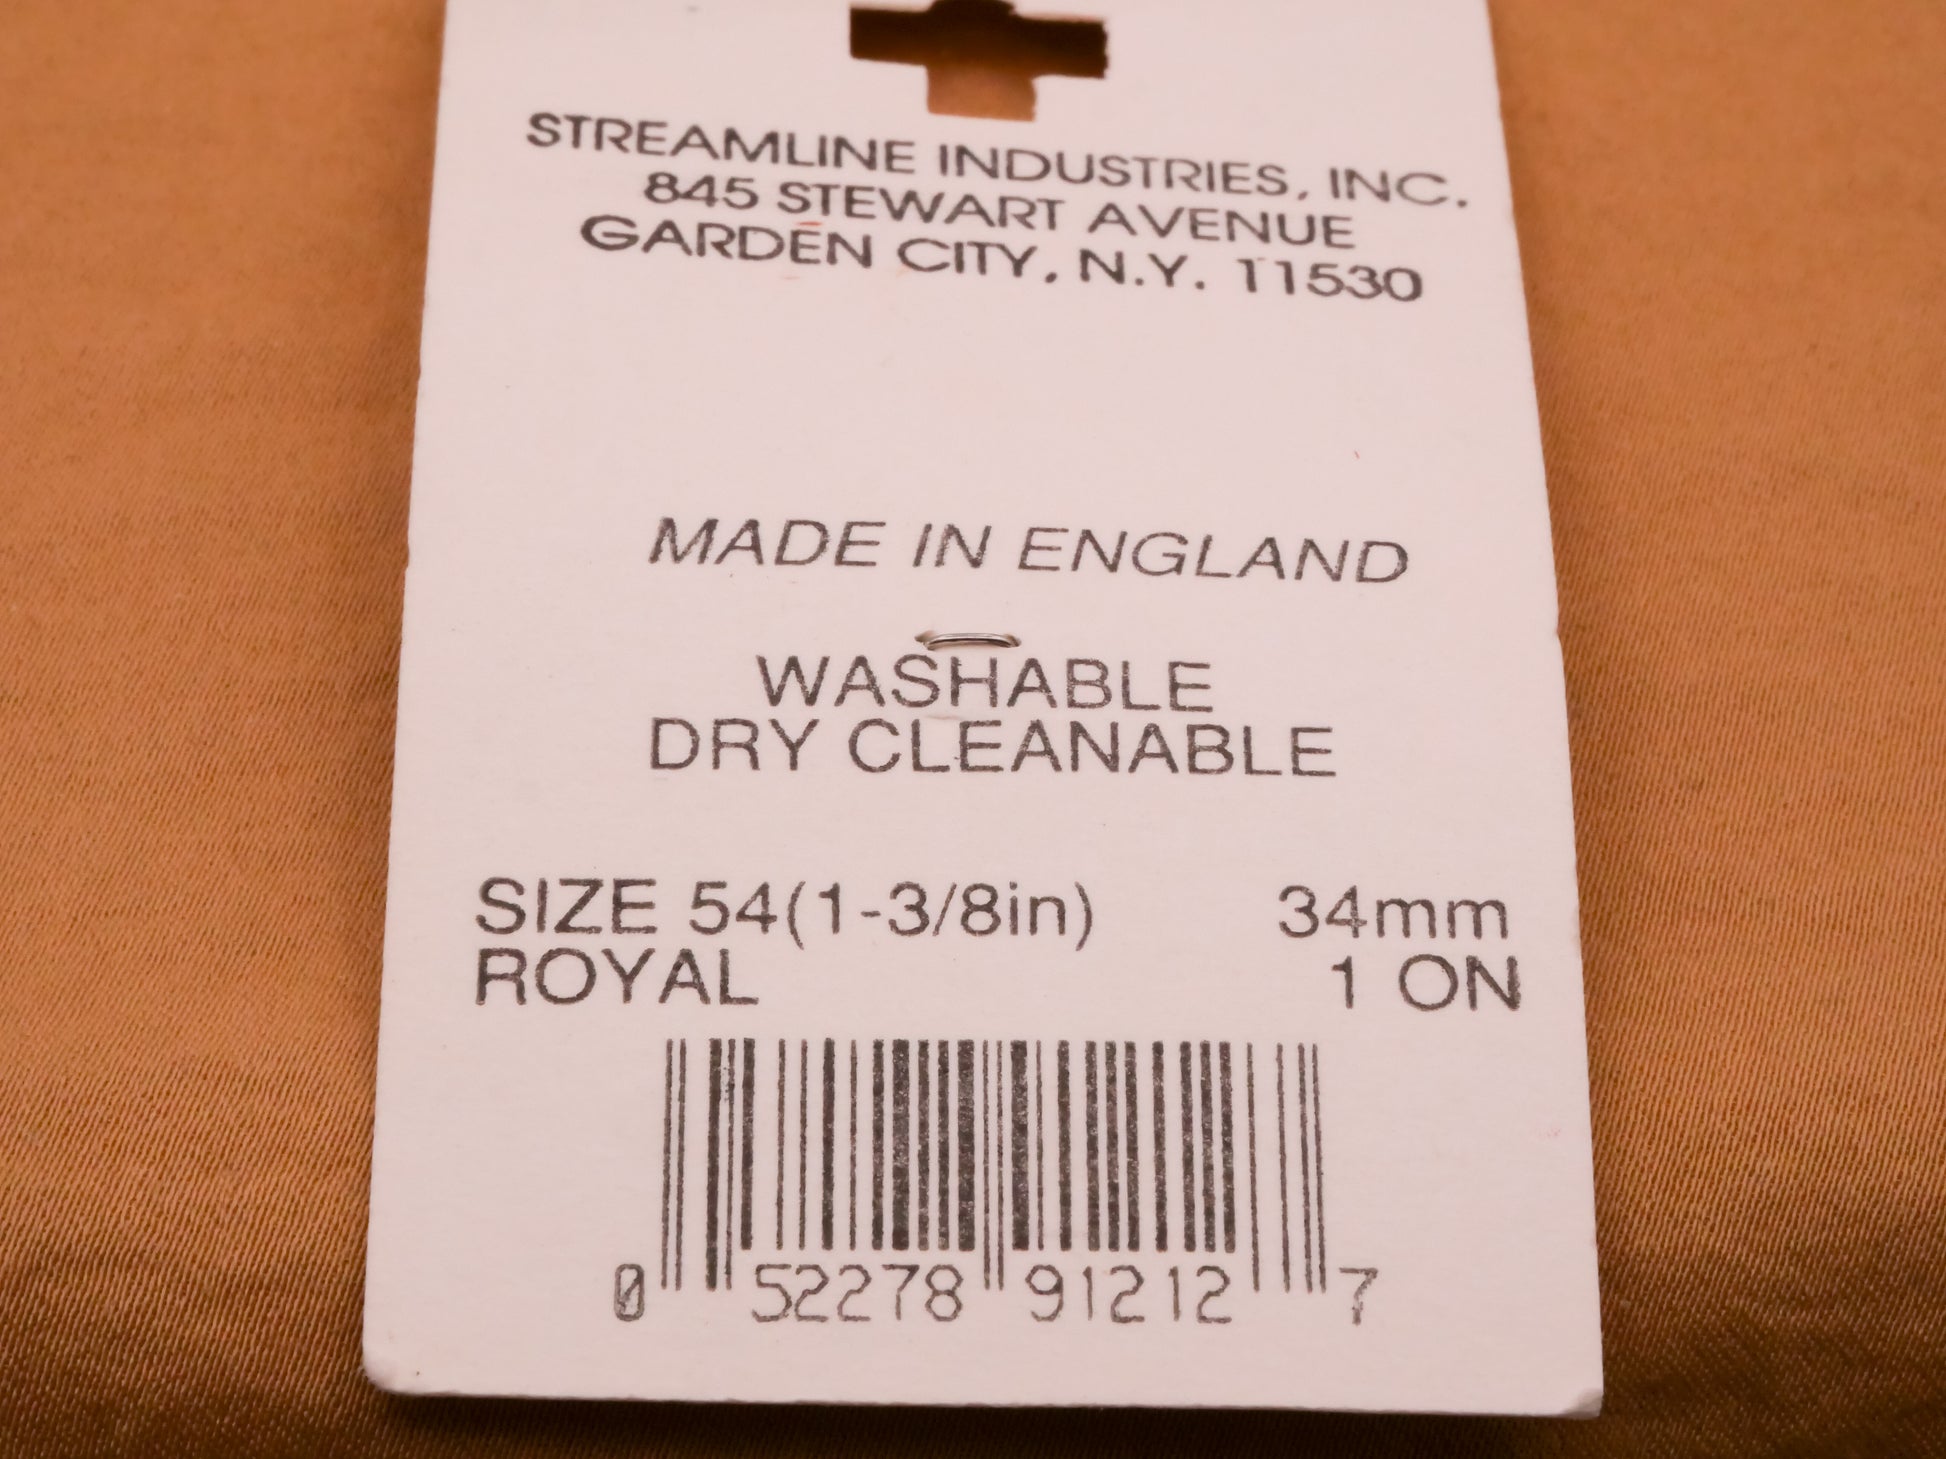 STREAMLINE INDUSTRIES, INC.
845 STEWART AVENUE
GARDEN CITY, N.Y. 11530
MADE IN ENGLAND
WASHABLE
DRY CLEANABLE
SIZE 54(1-3/8in) 34mm
ROYAL 1 ON
0 52278 91212 7